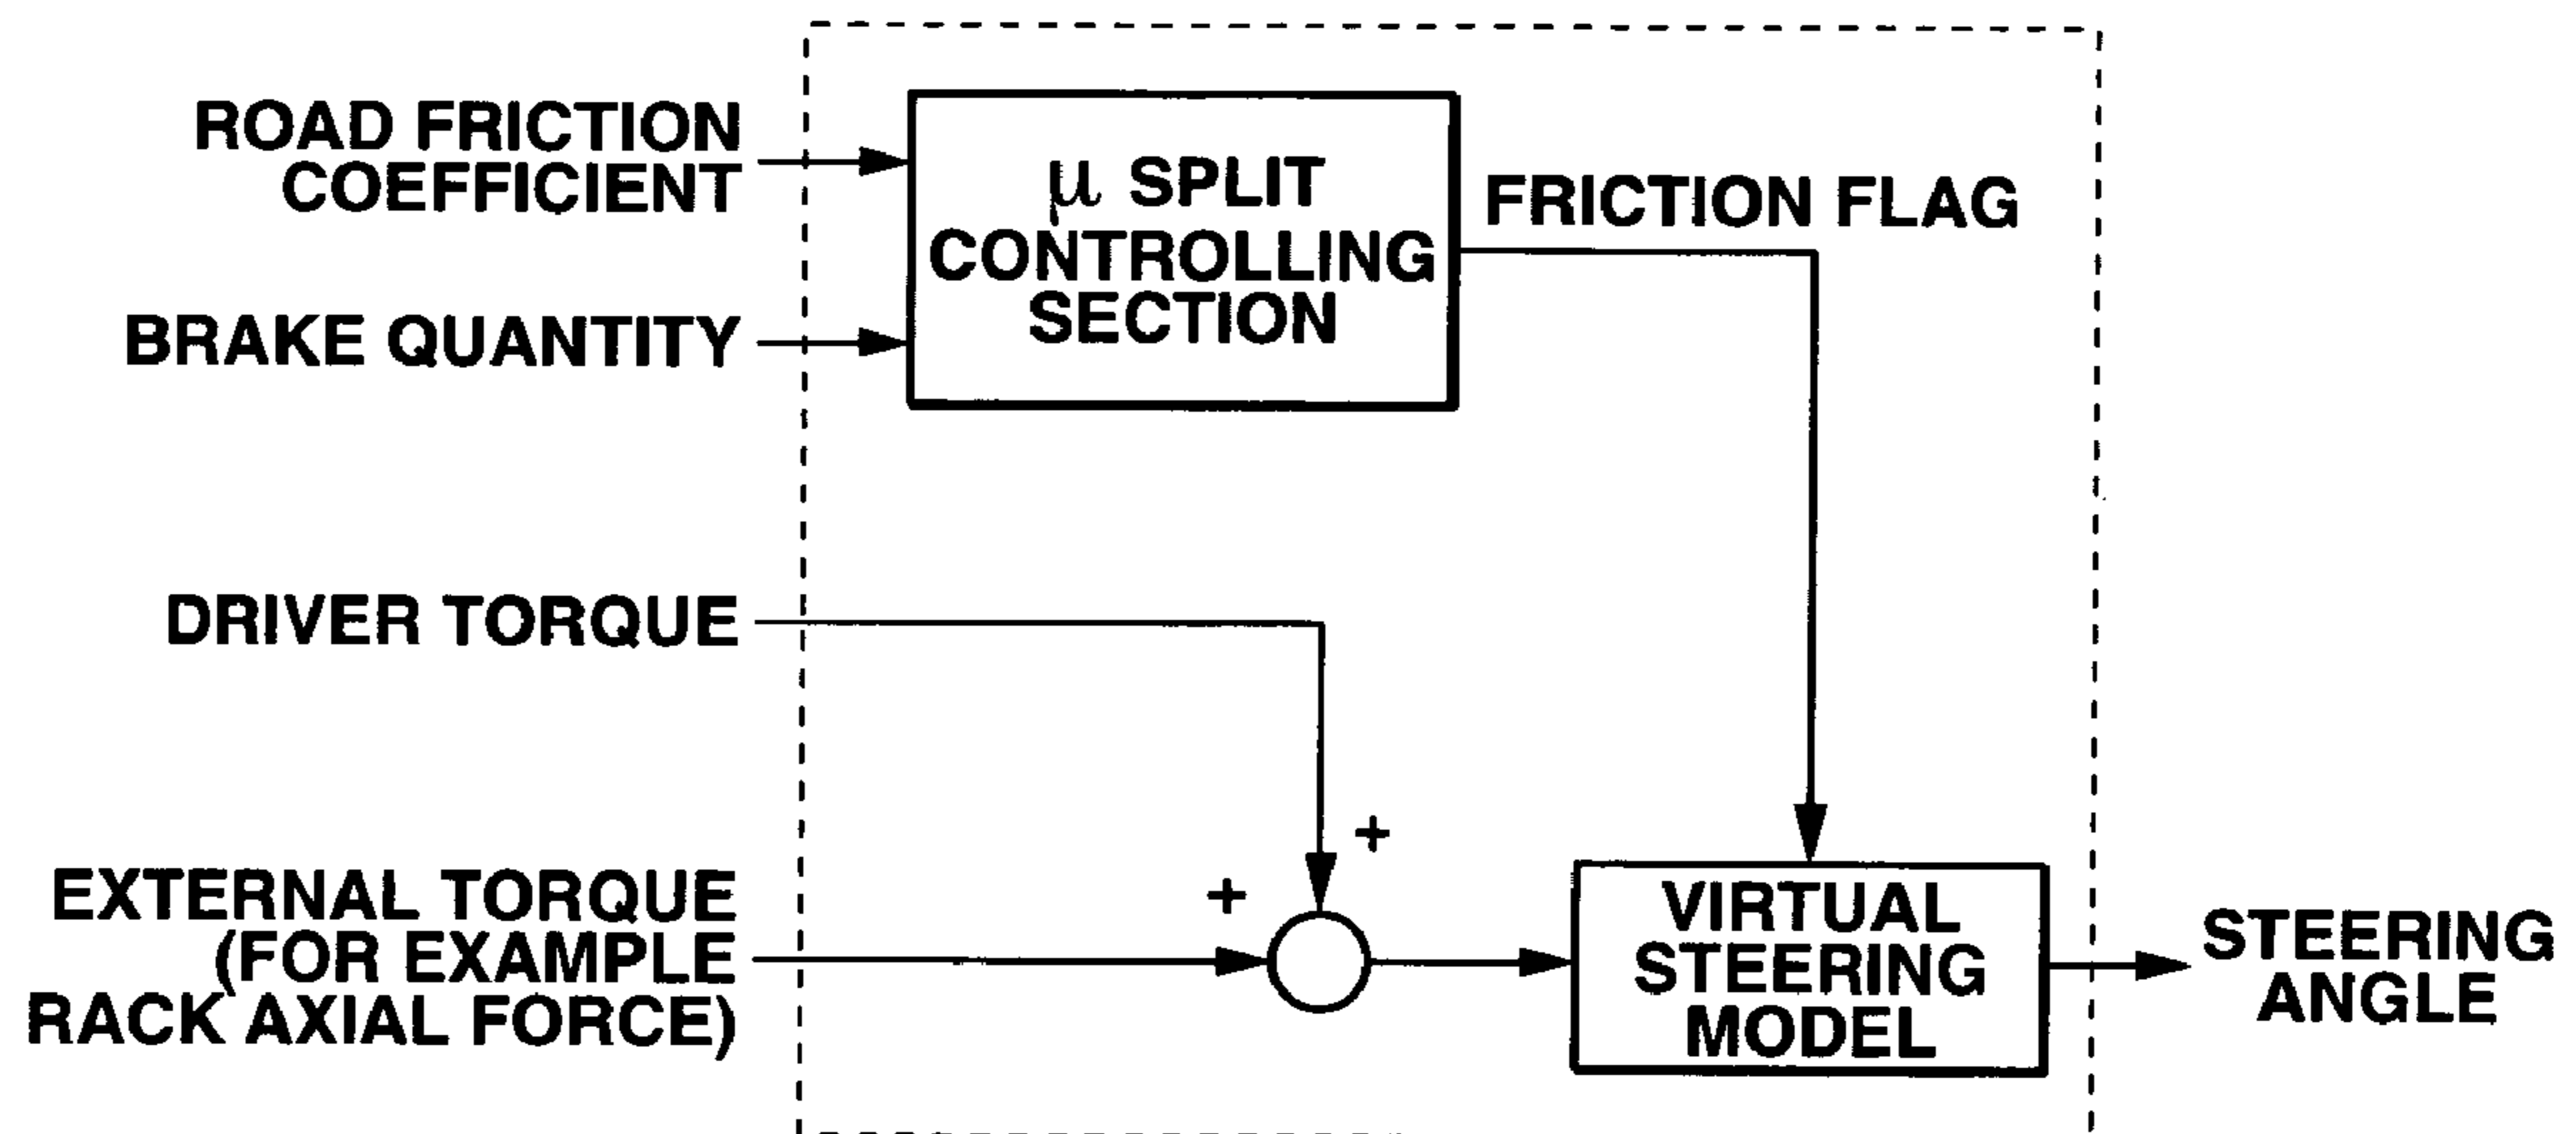 ROAD FRICTION
COEFFICIENT
μ SPLIT
CONTROLLING
SECTION
FRICTION FLAG
BRAKE QUANTITY
DRIVER TORQUE
+
+
EXTERNAL TORQUE
(FOR EXAMPLE
RACK AXIAL FORCE)
VIRTUAL
STEERING
MODEL
STEERING
ANGLE